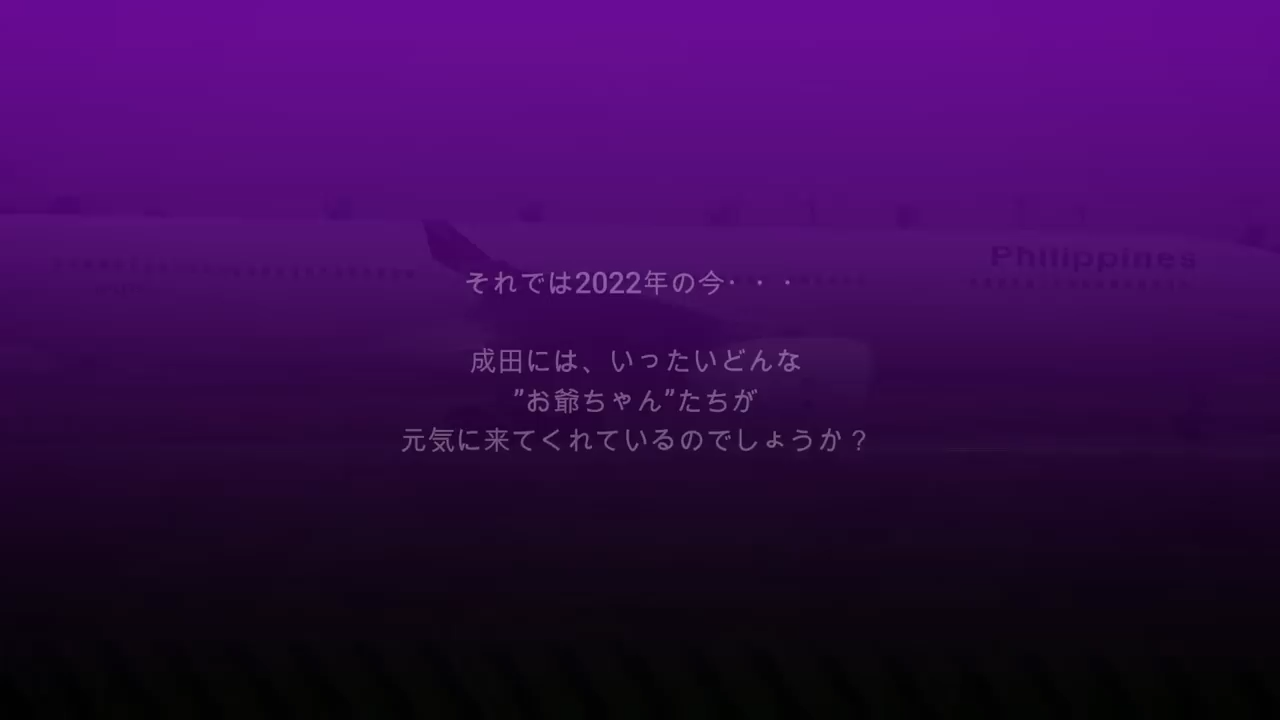 Philippines
それでは2022年の今・・・
成田には、いったいどんな
”お爺ちゃん”たちが
元気に来てくれているのでしょうか？